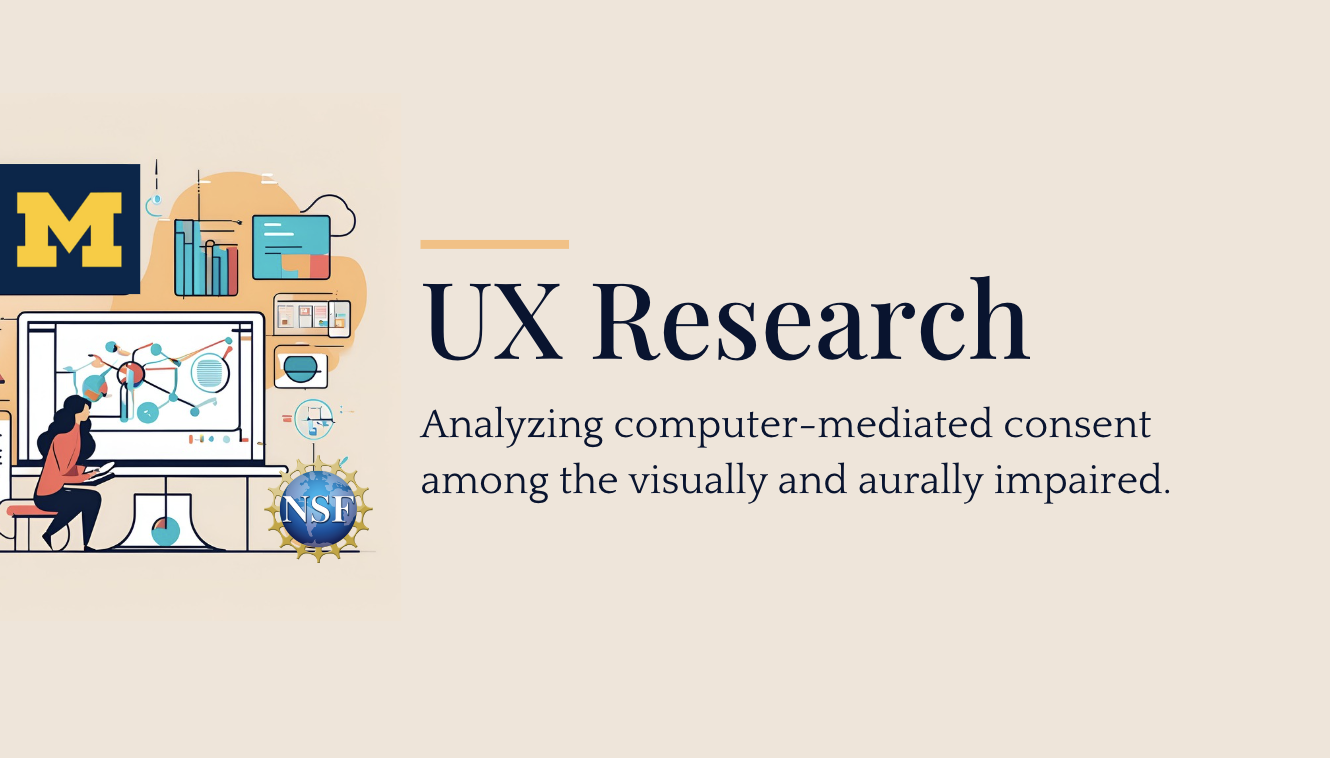 M
UX Research
Analyzing computer-mediated consent
among the visually and aurally impaired.
NSF